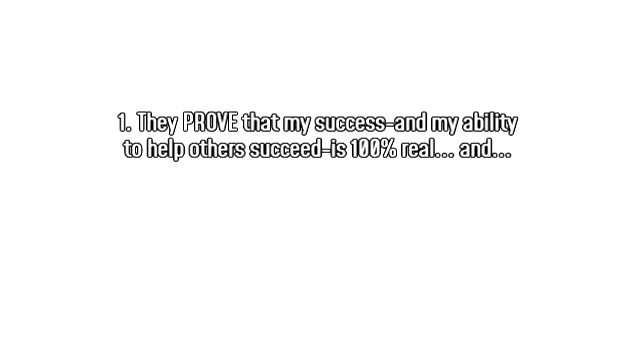 1. They PROVE that my success-and my ability
to help others succeed-is 100% real... and...